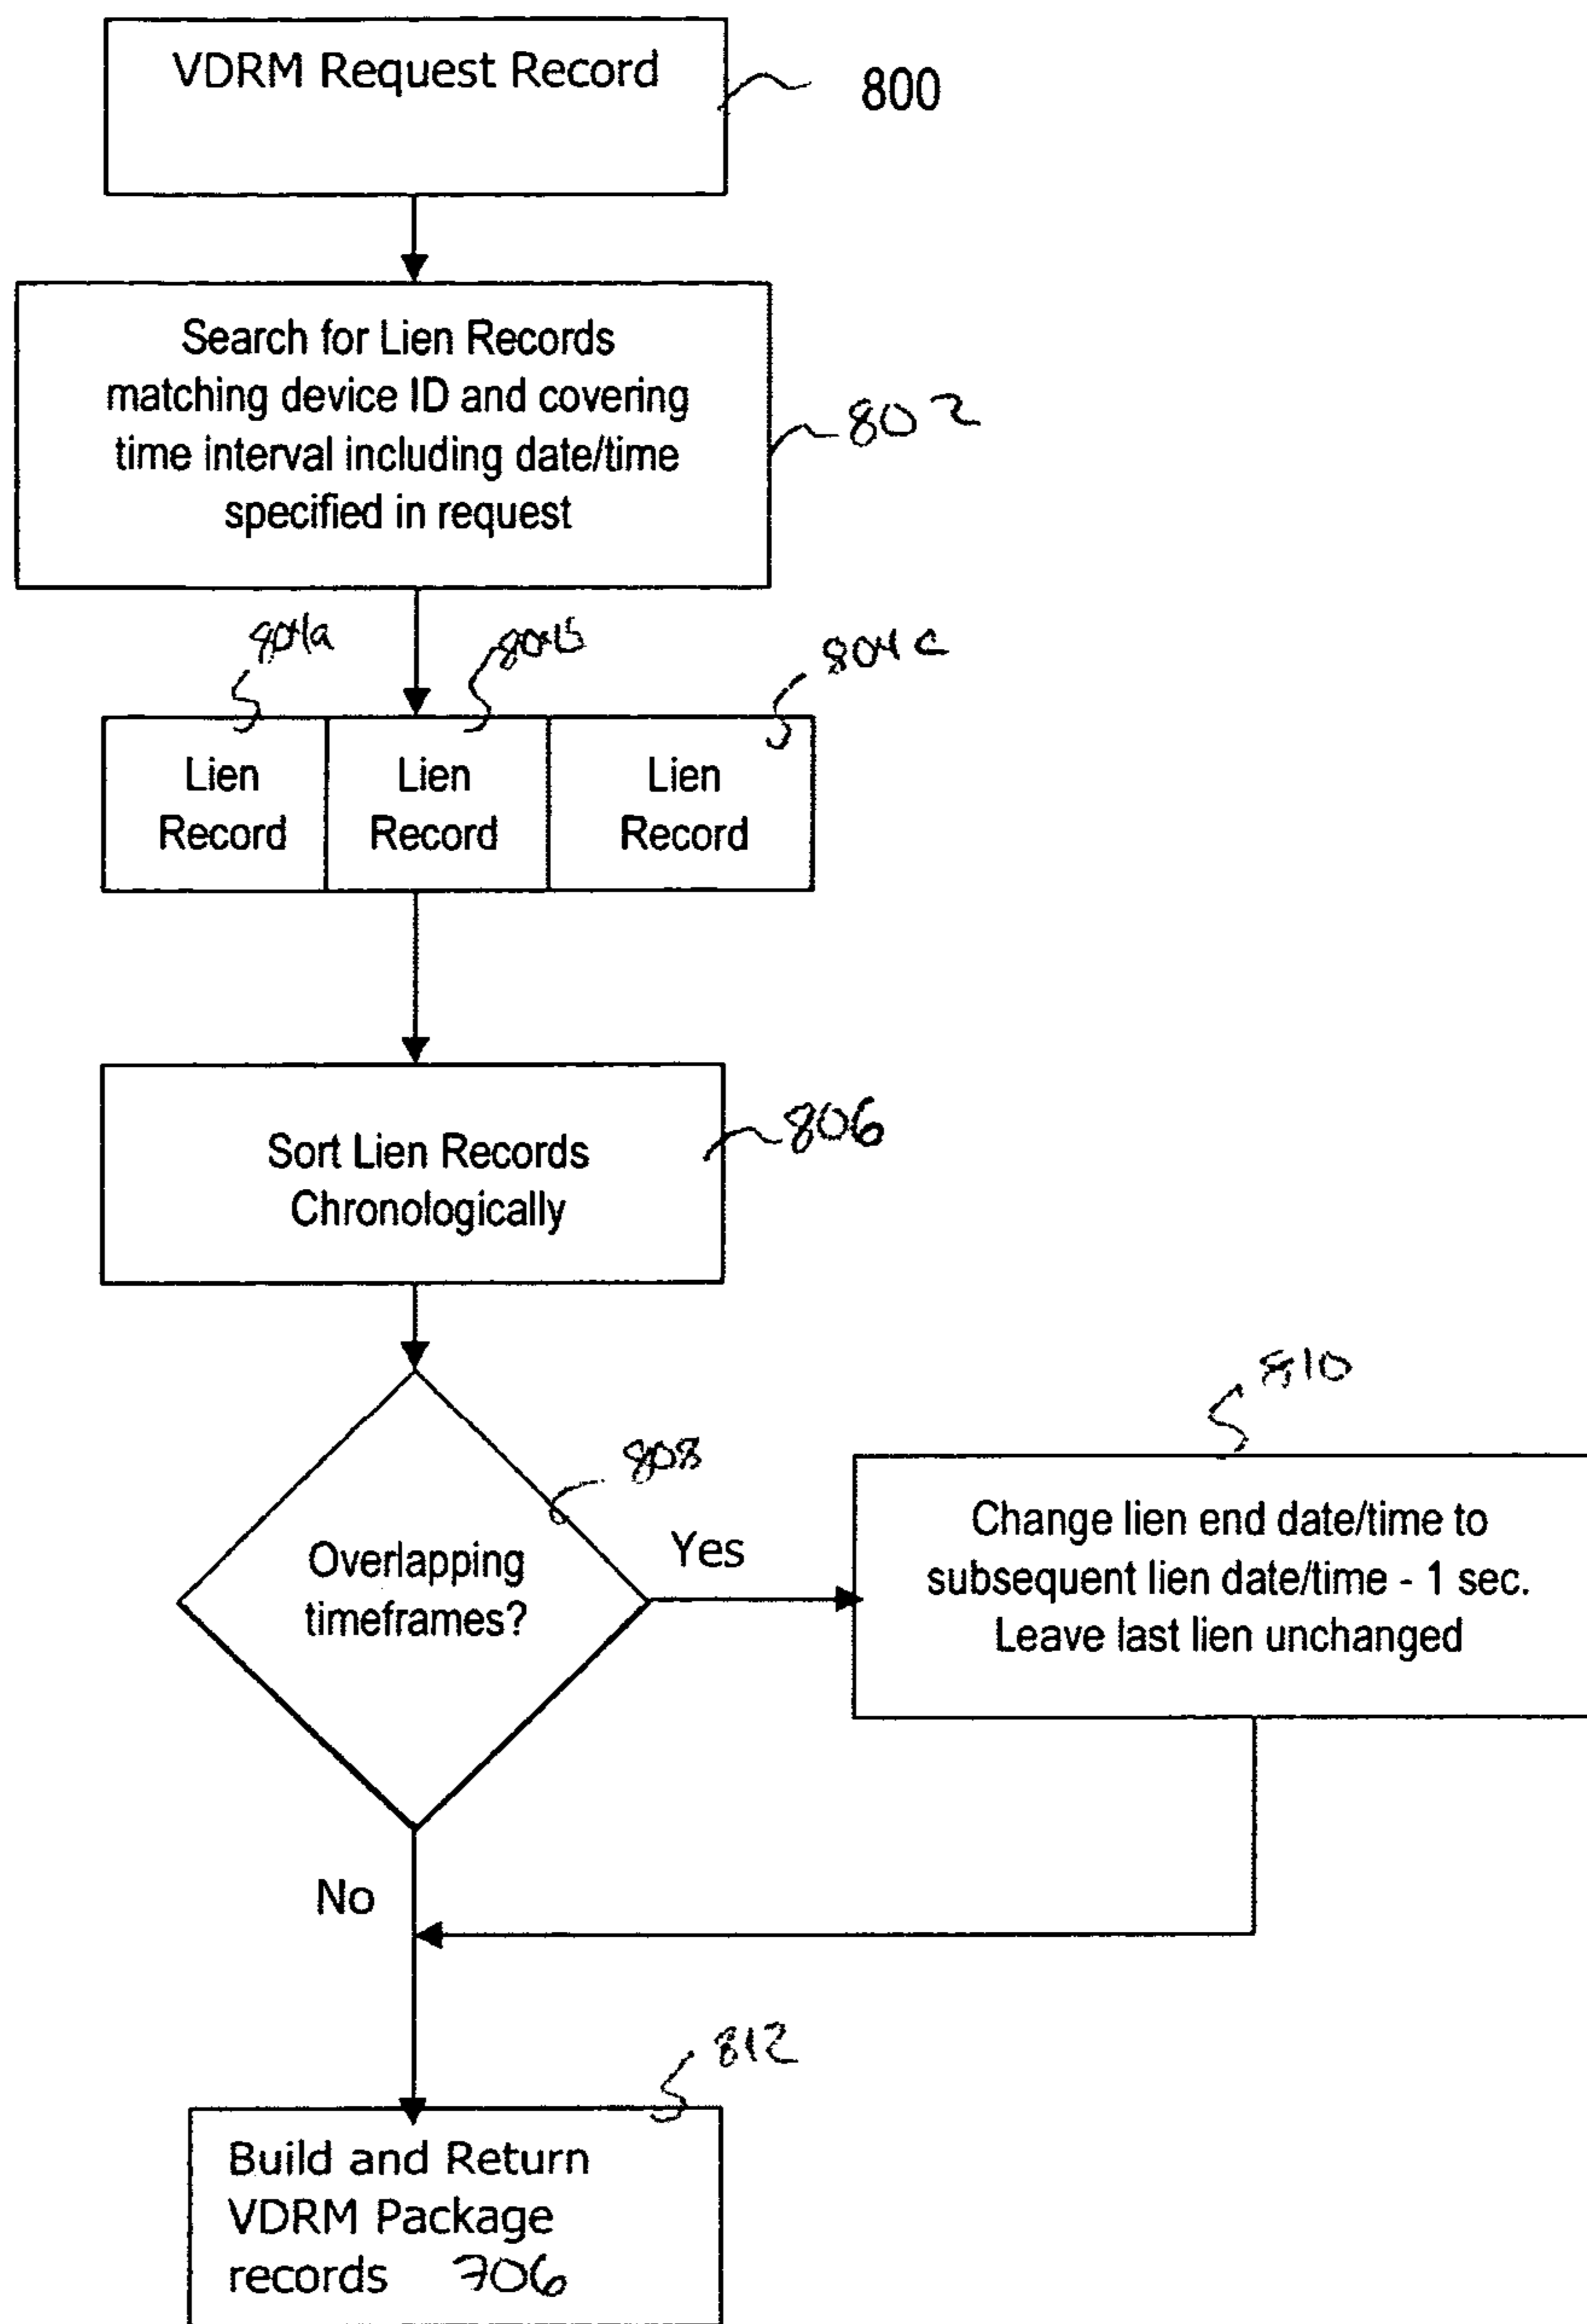 VDRM Request Record
800
Search for Lien Records
matching device ID and covering
time interval including date/time
specified in request
802
804a
804b
804c
Lien
Record
Lien
Record
Lien
Record
Sort Lien Records
Chronologically
806
808
810
Overlapping
timeframes?
Yes
Change lien end date/time to
subsequent lien date/time - 1 sec.
Leave last lien unchanged
No
812
Build and Return
VDRM Package
records 706